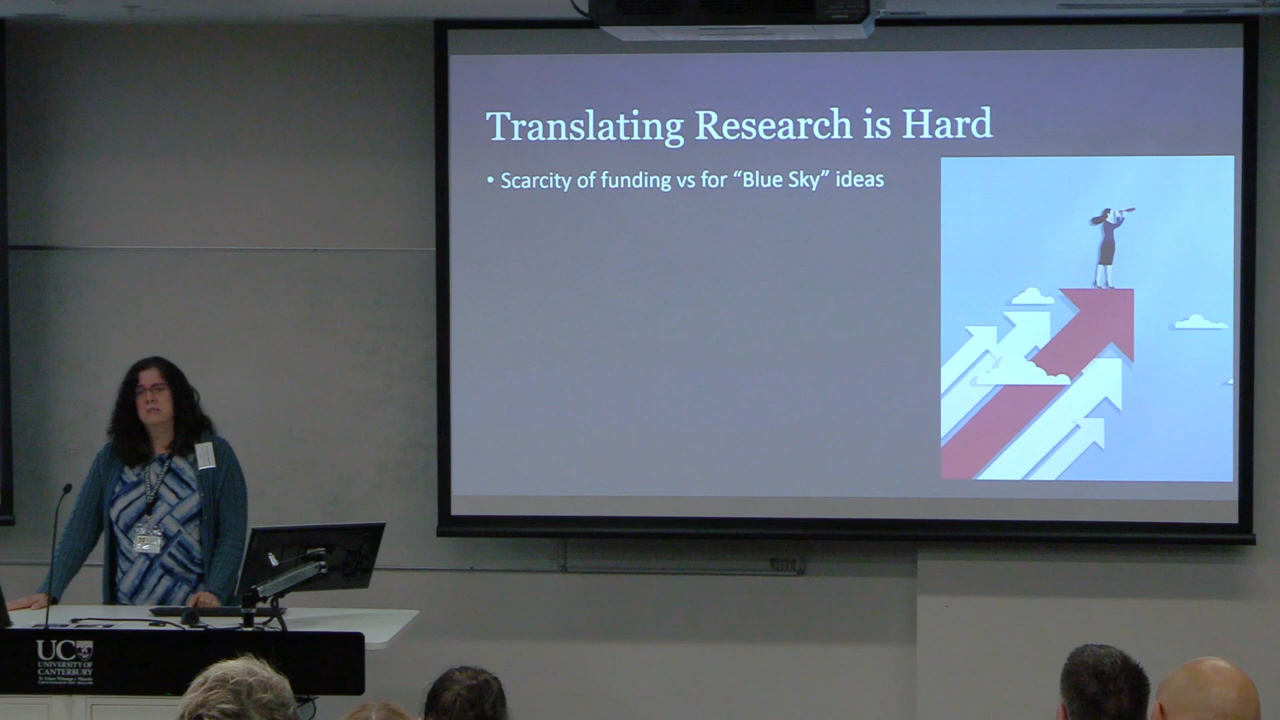 Translating Research is Hard
• Scarcity of funding vs for “Blue Sky” ideas
UC
UNIVERSITY OF
CANTERBURY